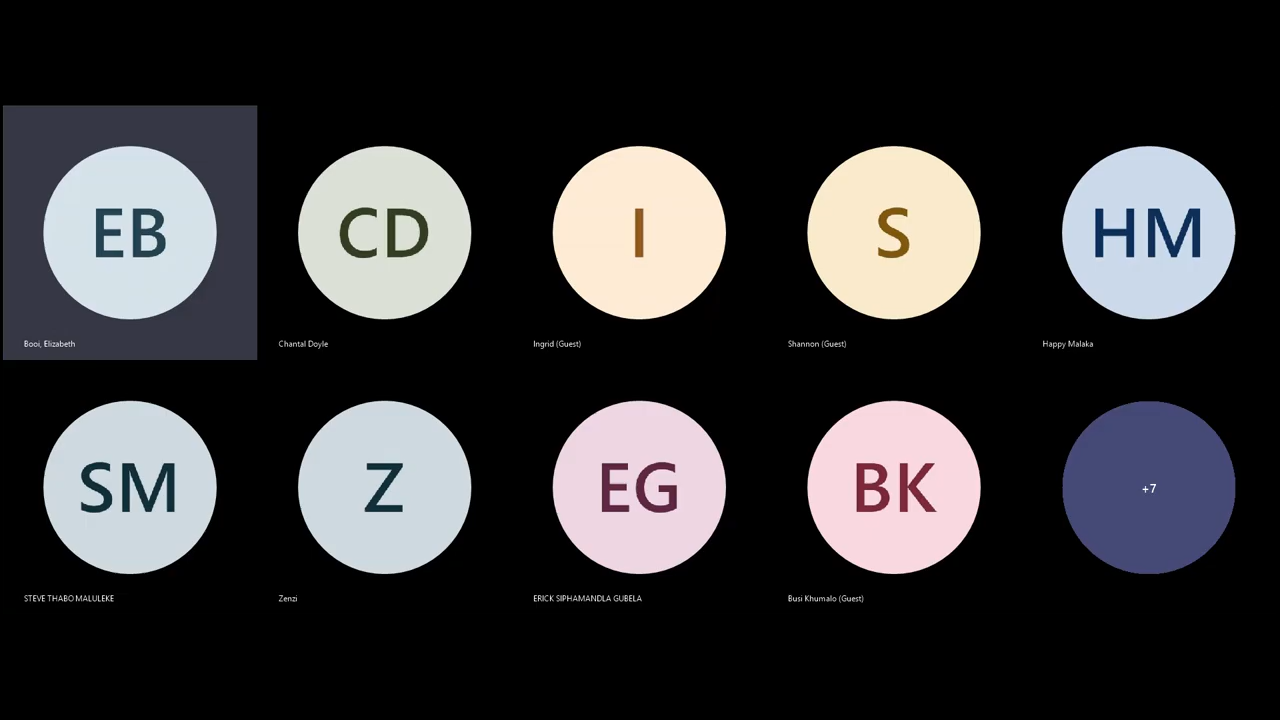 EB
CD
I
S
HM
Booi, Elizabeth
Chantal Doyle
Ingrid (Guest)
Shannon (Guest)
Happy Malaka
SM
Z
EG
BK
+7
STEVE THABO MALULEKE
Zenzi
ERICK SIPHAMANDLA GUBELA
Busi Khumalo (Guest)